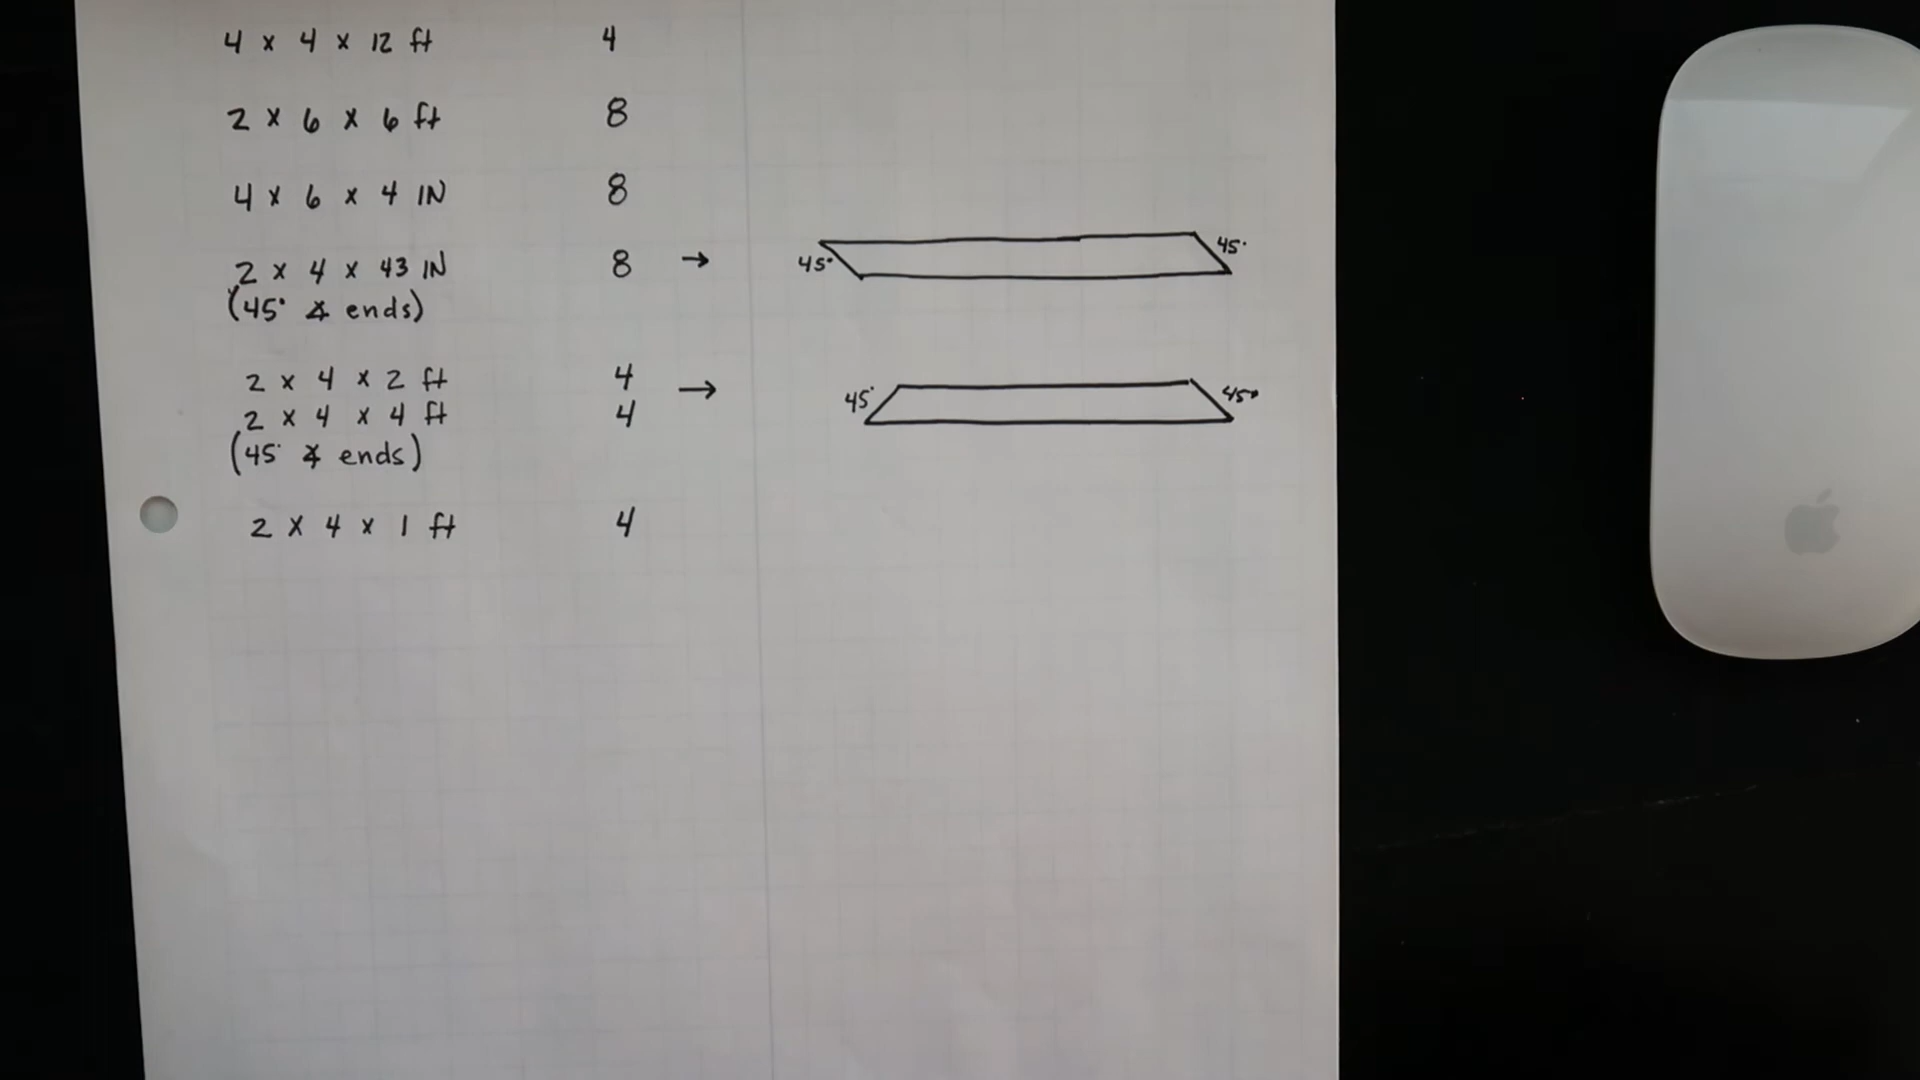 4 x 4 x 12 ft 4
2 x 6 x 6 ft 8
4 x 6 x 4 IN 8
2 x 4 x 43 IN 8 →
(45° ∡ ends)
45° 45°
2 x 4 x 2 ft 4 →
2 x 4 x 4 ft 4
(45° ∡ ends)
45° 45°
2 x 4 x 1 ft 4